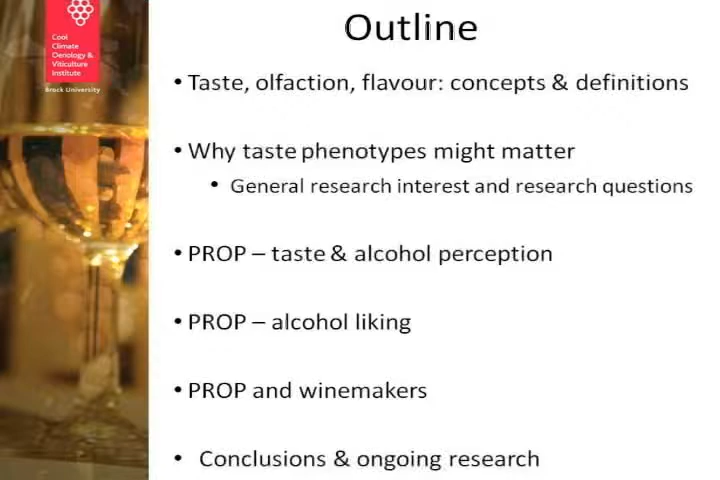 Outline
Cool
Climate
Oenology &
Viticulture
Institute
Brock University
• Taste, olfaction, flavour: concepts & definitions
• Why taste phenotypes might matter
• General research interest and research questions
• PROP – taste & alcohol perception
• PROP – alcohol liking
• PROP and winemakers
• Conclusions & ongoing research